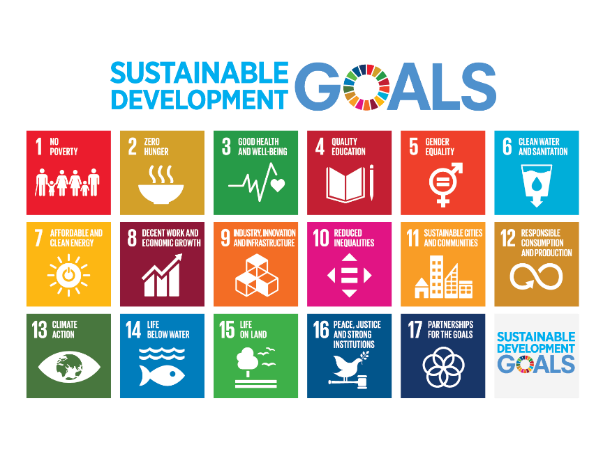 SUSTAINABLE
DEVELOPMENT
GOALS
1 NO
POVERTY
2 ZERO
HUNGER
3 GOOD HEALTH
AND WELL-BEING
4 QUALITY
EDUCATION
5 GENDER
EQUALITY
6 CLEAN WATER
AND SANITATION
7 AFFORDABLE AND
CLEAN ENERGY
8 DECENT WORK AND
ECONOMIC GROWTH
9 INDUSTRY, INNOVATION
AND INFRASTRUCTURE
10 REDUCED
INEQUALITIES
11 SUSTAINABLE CITIES
AND COMMUNITIES
12 RESPONSIBLE
CONSUMPTION
AND PRODUCTION
13 CLIMATE
ACTION
14 LIFE
BELOW WATER
15 LIFE
ON LAND
16 PEACE, JUSTICE
AND STRONG
INSTITUTIONS
17 PARTNERSHIPS
FOR THE GOALS
SUSTAINABLE
DEVELOPMENT
GOALS